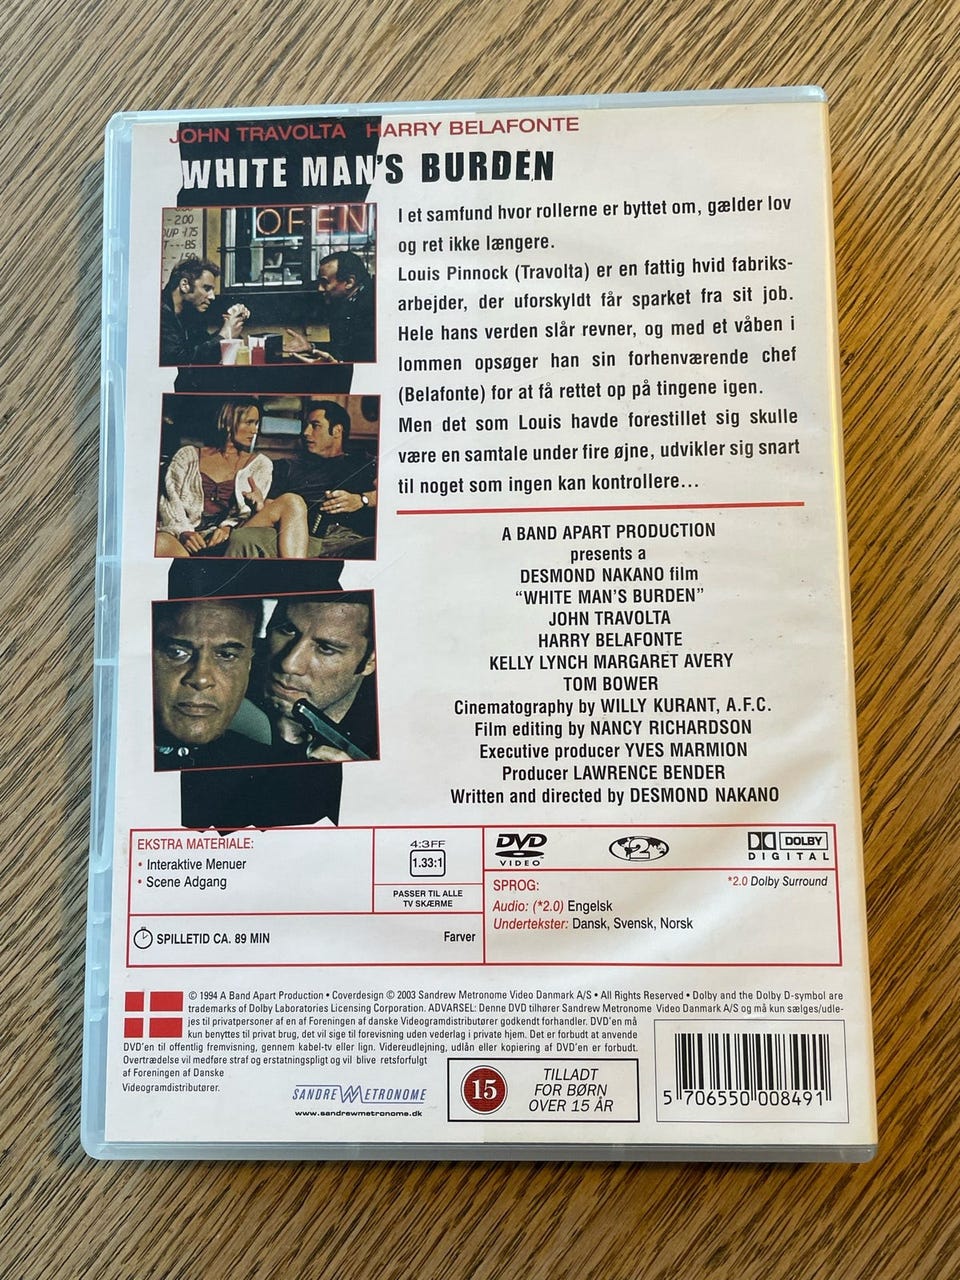 JOHN TRAVOLTA HARRY BELAFONTE
WHITE MAN'S BURDEN
OPEN
2.00
1.75
.85
1.50
I et samfund hvor rollerne er byttet om, gælder lov
og ret ikke længere.
Louis Pinnock (Travolta) er en fattig hvid fabriks-
arbejder, der uforskyldt får sparket fra sit job.
Hele hans verden slår revner, og med et våben i
lommen opsøger han sin forhenværende chef
(Belafonte) for at få rettet op på tingene igen.
Men det som Louis havde forestillet sig skulle
være en samtale under fire øjne, udvikler sig snart
til noget som ingen kan kontrollere...
A BAND APART PRODUCTION
presents a
DESMOND NAKANO film
“WHITE MAN'S BURDEN”
JOHN TRAVOLTA
HARRY BELAFONTE
KELLY LYNCH MARGARET AVERY
TOM BOWER
Cinematography by WILLY KURANT, A.F.C.
Film editing by NANCY RICHARDSON
Executive producer YVES MARMION
Producer LAWRENCE BENDER
Written and directed by DESMOND NAKANO
EKSTRA MATERIALE:
• Interaktive Menuer
• Scene Adgang
4:3FF
1.33:1
PASSER TIL ALLE
TV SKÆRME
SPILLETID CA. 89 MIN
Farver
DVD
VIDEO
2
DOLBY
DIGITAL
SPROG:
*2.0 Dolby Surround
Audio: (*2.0) Engelsk
Undertekster: Dansk, Svensk, Norsk
© 1994 A Band Apart Production • Coverdesign © 2003 Sandrew Metronome Video Danmark A/S • All Rights Reserved • Dolby and the Dolby D-symbol are
trademarks of Dolby Laboratories Licensing Corporation. ADVARSEL: Denne DVD tilhører Sandrew Metronome Video Danmark A/S og må kun sælges/udle-
jes til privatpersoner af en af Foreningen af danske Videogramdistributører godkendt forhandler. DVD'en må
kun benyttes til privat brug, det vil sige til forevisning uden vederlag i private hjem. Det er forbudt at anvende
DVD'en til offentlig fremvisning, gennem kabel-tv eller lign. Videreudlejning, udlån eller kopiering af DVD'en er forbudt.
Overtrædelse vil medføre straf og erstatningspligt og vil blive retsforfulgt
af Foreningen af Danske
Videogramdistributører.
SANDREW METRONOME
www.sandrewmetronome.dk
15
TILLADT
FOR BØRN
OVER 15 ÅR
5 706550 008491